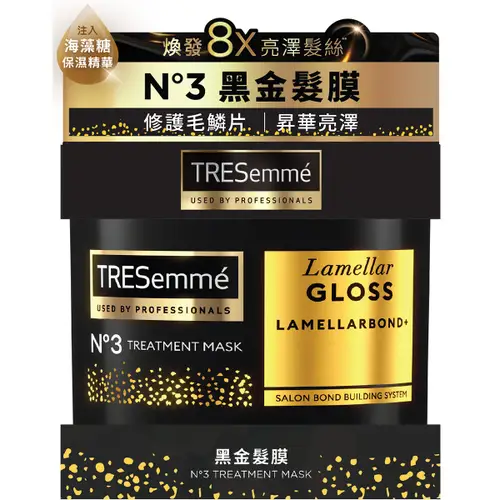 注入
海藻糖
保濕精華
煥發8X亮澤髮絲*
N°3 黑金髮膜
修護毛鱗片 | 昇華亮澤
TRESemmé
USED BY PROFESSIONALS
TRESemmé
USED BY PROFESSIONALS
N°3 TREATMENT MASK
Lamellar
GLOSS
LAMELLARBOND+
SALON BOND BUILDING SYSTEM
黑金髮膜
N°3 TREATMENT MASK